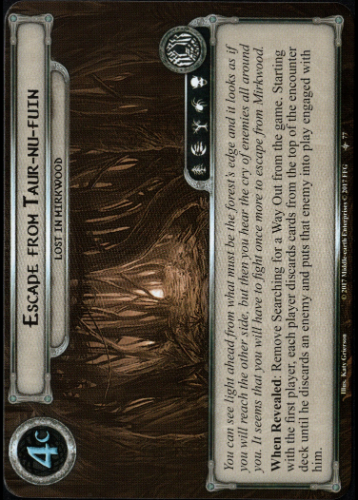 4C
Escape from Taur-nu-fuin
Lost in Mirkwood
You can see light ahead from what must be the forest's edge and it looks as if
you will reach the other side, but then you hear the cry of enemies all around
you. It seems that you will have to fight once more to escape from Mirkwood.
When Revealed: Remove Searching for a Way Out from the game. Starting
with the first player, each player discards cards from the top of the encounter
deck until he discards an enemy and puts that enemy into play engaged with
him.
Illus. Katy Grierson © 2017 Middle-earth Enterprises © 2017 FFG 77